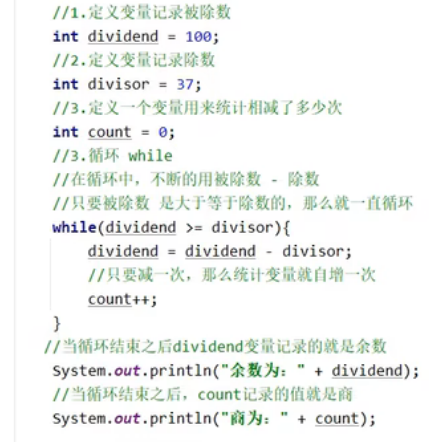 //1.定义变量记录被除数
int dividend = 100;
//2.定义变量记录除数
int divisor = 37;
//3.定义一个变量用来统计相减了多少次
int count = 0;
//3.循环 while
//在循环中，不断的用被除数 - 除数
//只要被除数 是大于等于除数的，那么就一直循环
while(dividend >= divisor){
dividend = dividend - divisor;
//只要减一次，那么统计变量就自增一次
count++;
}
//当循环结束之后dividend变量记录的就是余数
System.out.println("余数为：" + dividend);
//当循环结束之后，count记录的值就是商
System.out.println("商为：" + count);